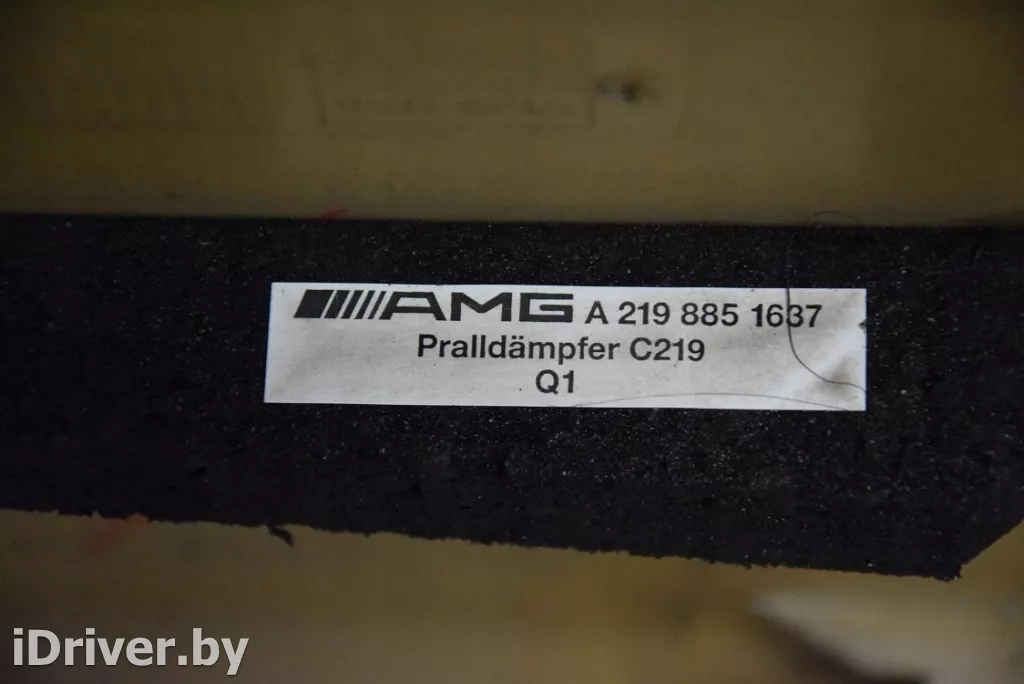 AMG A 219 885 1637
Pralldämpfer C219
Q1
iDriver.by